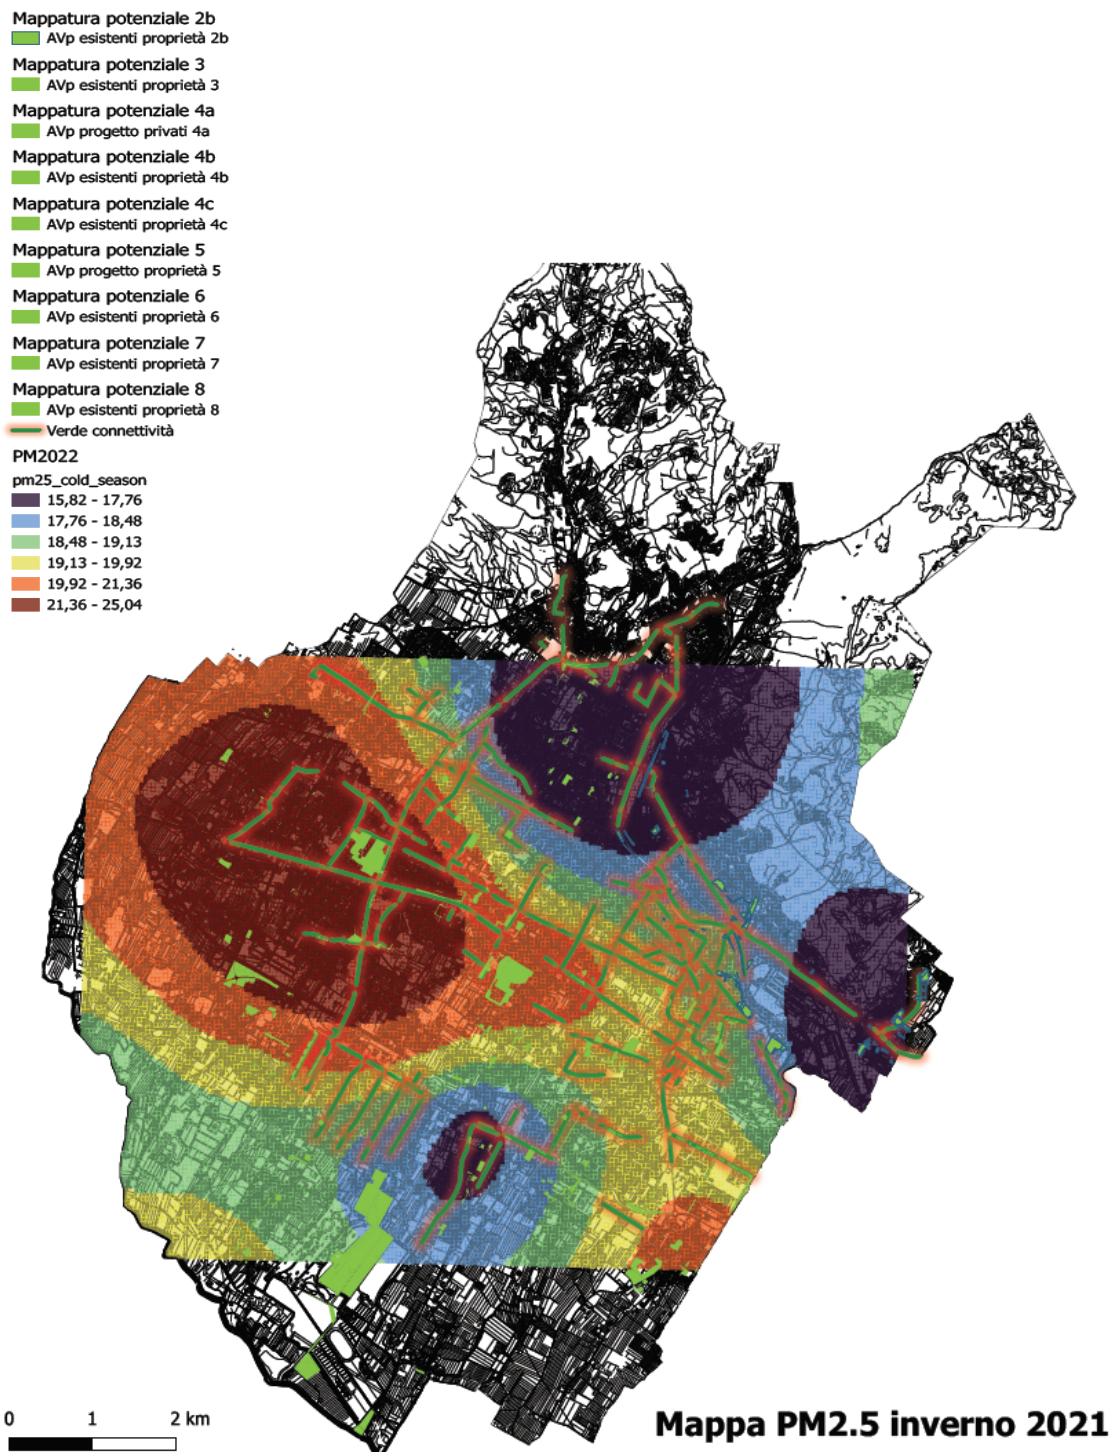 Mappatura potenziale 2b
AVp esistenti proprietà 2b
Mappatura potenziale 3
AVp esistenti proprietà 3
Mappatura potenziale 4a
AVp progetto privati 4a
Mappatura potenziale 4b
AVp esistenti proprietà 4b
Mappatura potenziale 4c
AVp esistenti proprietà 4c
Mappatura potenziale 5
AVp progetto proprietà 5
Mappatura potenziale 6
AVp esistenti proprietà 6
Mappatura potenziale 7
AVp esistenti proprietà 7
Mappatura potenziale 8
AVp esistenti proprietà 8
Verde connettività
PM2022
pm25_cold_season
15,82 - 17,76
17,76 - 18,48
18,48 - 19,13
19,13 - 19,92
19,92 - 21,36
21,36 - 25,04
0 1 2 km
Mappa PM2.5 inverno 2021